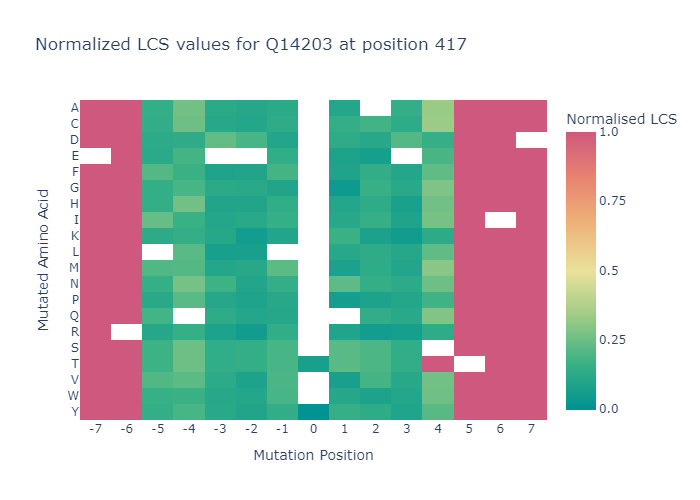 Normalized LCS values for Q14203 at position 417
Normalised LCS
Mutated Amino Acid
A
C
D
E
F
G
H
I
K
L
M
N
P
Q
R
S
T
V
W
Y
-7 -6 -5 -4 -3 -2 -1 0 1 2 3 4 5 6 7
Mutation Position
1.0
0.75
0.5
0.25
0.0